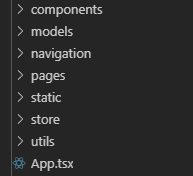 components
models
navigation
pages
static
store
utils
App.tsx